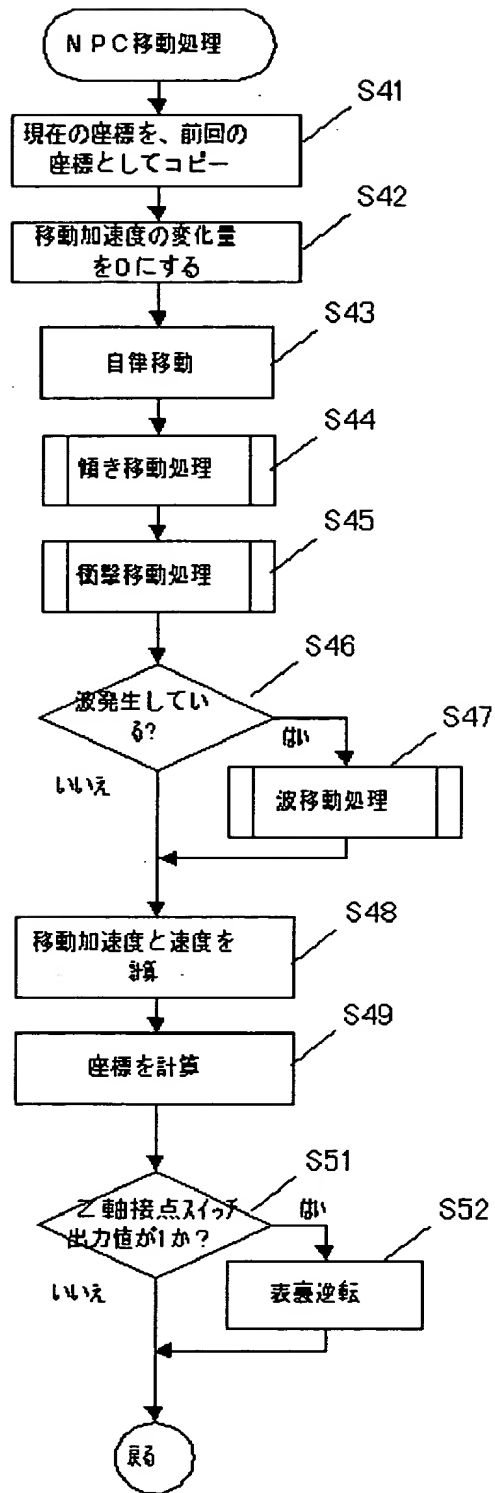 NPC移動処理
S41
現在の座標を、前回の
座標としてコピー
S42
移動加速度の変化量
を0にする
S43
自律移動
S44
傾き移動処理
S45
衝撃移動処理
S46
波発生してい
る?
はい
いいえ
S47
波移動処理
S48
移動加速度と速度を
計算
S49
座標を計算
S51
Z軸接点スイッチ
出力値が1か?
はい
いいえ
S52
表裏逆転
戻る